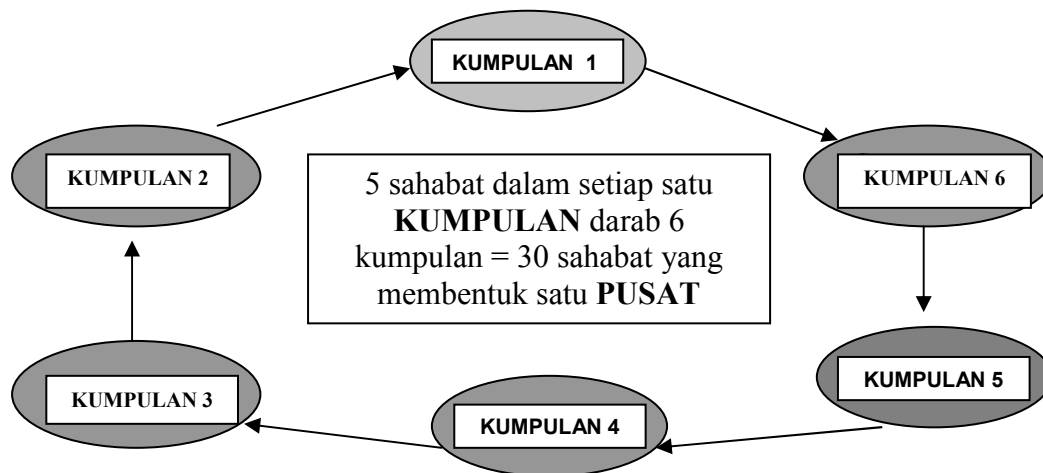 KUMPULAN 1
KUMPULAN 2
KUMPULAN 6
5 sahabat dalam setiap satu
KUMPULAN darab 6
kumpulan = 30 sahabat yang
membentuk satu PUSAT
KUMPULAN 3
KUMPULAN 5
KUMPULAN 4